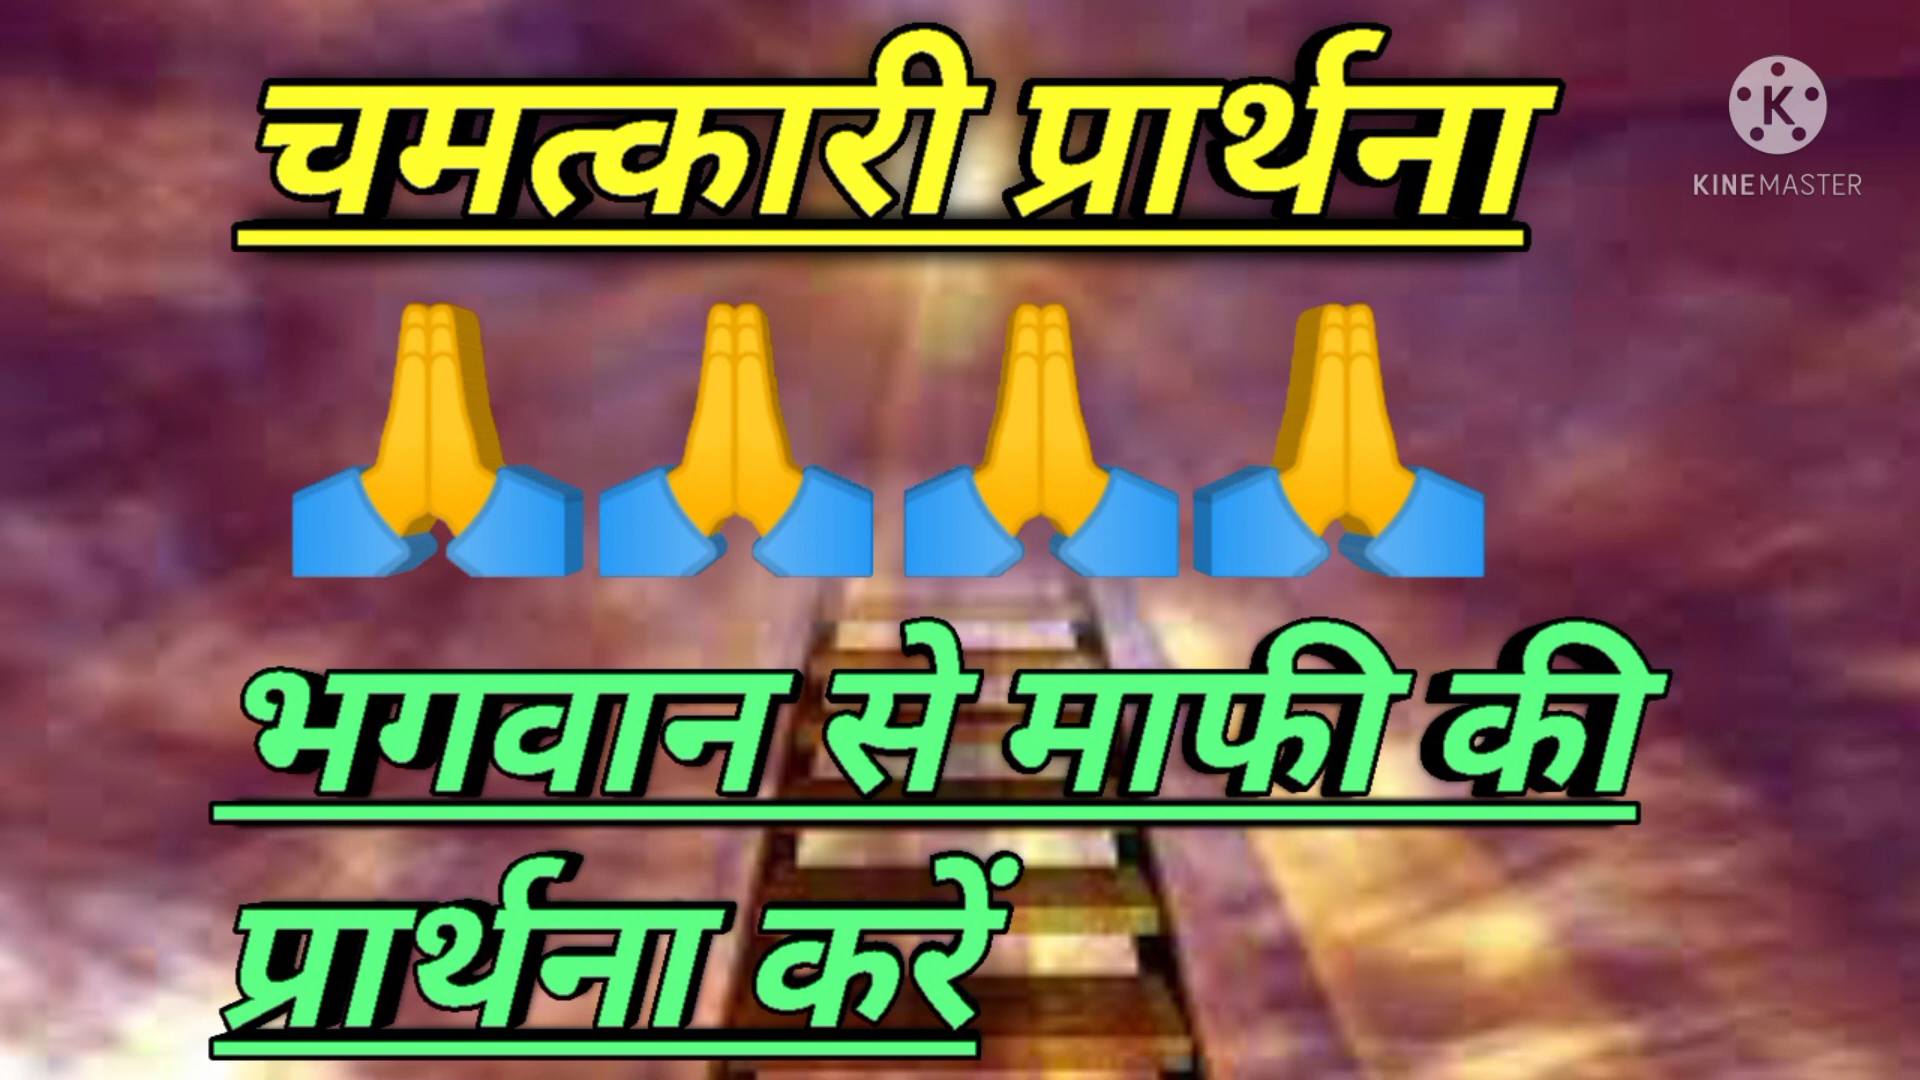 चमत्कारी प्रार्थना
KINEMASTER
🙏🙏🙏🙏
भगवान से माफी की
प्रार्थना करें